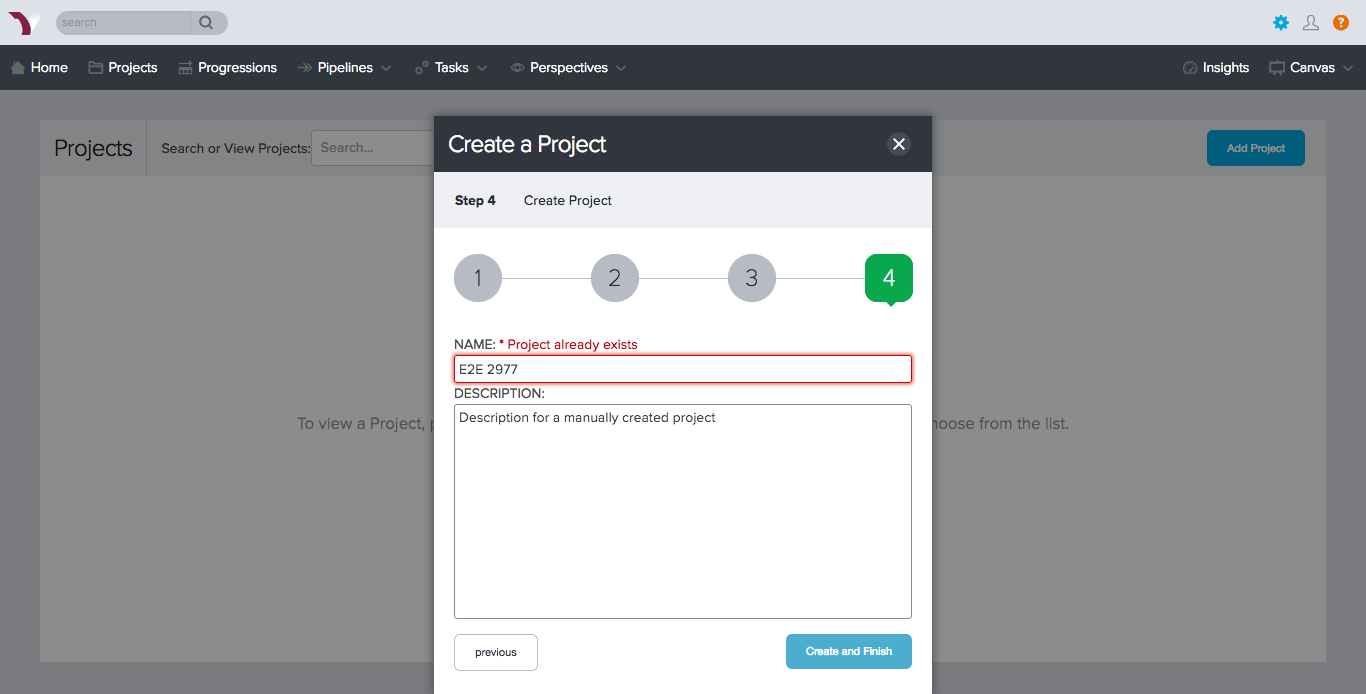 search
?
Home Projects Progressions Pipelines Tasks Perspectives Insights Canvas
Projects Search or View Projects: Search... Add Project
Create a Project
Step 4 Create Project
1 2 3 4
NAME: * Project already exists
E2E 2977
DESCRIPTION:
Description for a manually created project
To view a Project, hoose from the list.
previous Create and Finish